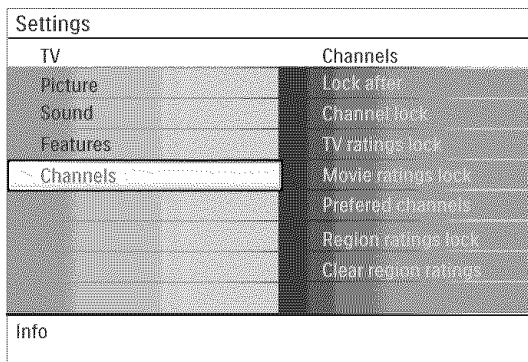 Settings
TV
Channels
Picture
Lock after
Sound
Channel lock
Features
TV ratings lock
Channels
Movie ratings lock
Prefered channels
Region ratings lock
Clear region ratings
Info